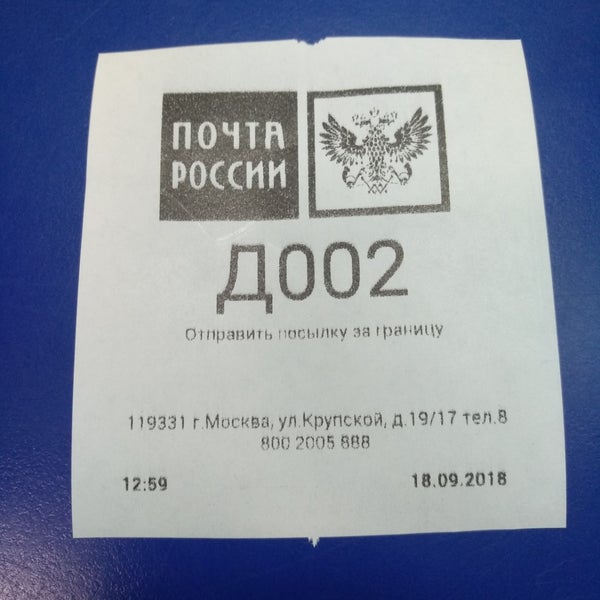 ПОЧТА
РОССИИ
Д002
Отправить посылку за границу
119331 г.Москва, ул.Крупской, д.19/17 тел.8
800 2005 888
12:59 18.09.2018